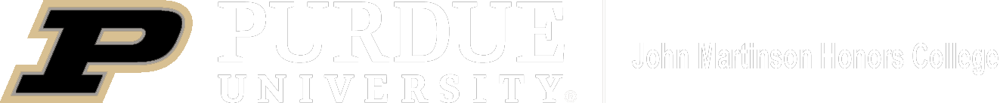 P
PURDUE
UNIVERSITY®
John Martinson Honors College